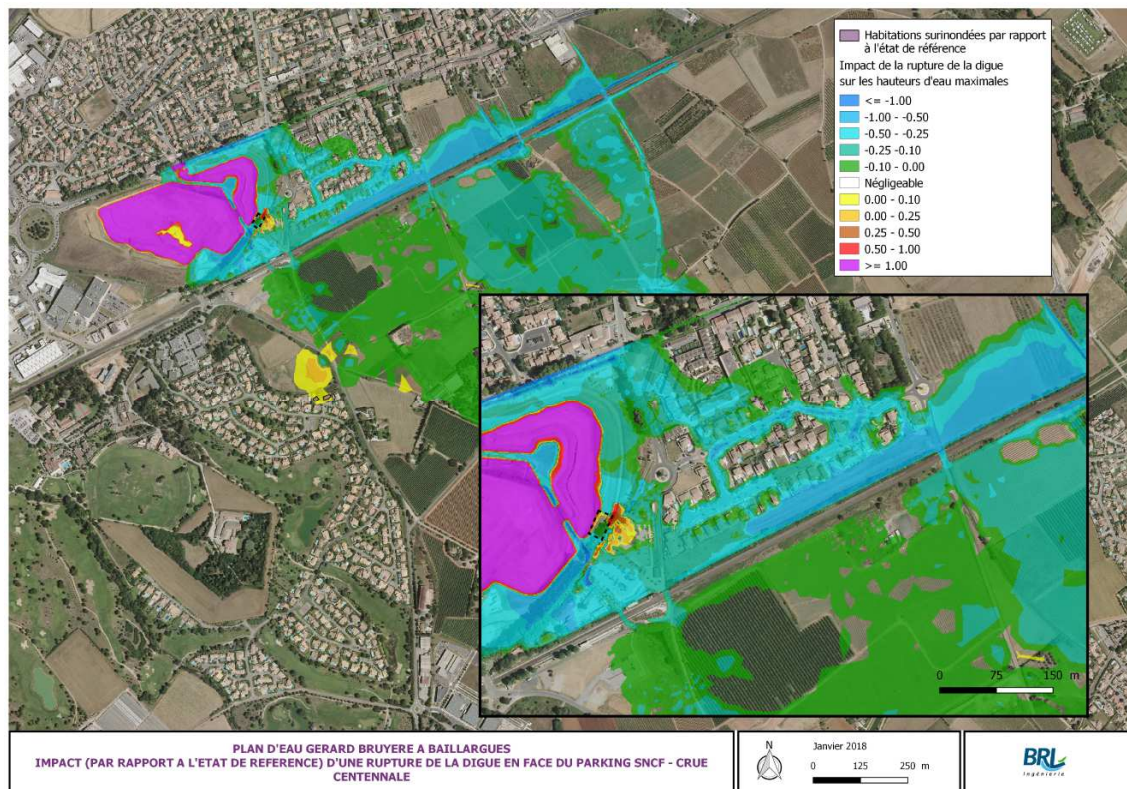 Habitations surinondées par rapport
à l'état de référence
Impact de la rupture de la digue
sur les hauteurs d'eau maximales
<= -1.00
-1.00 - -0.50
-0.50 - -0.25
-0.25 -0.10
-0.10 - 0.00
Négligeable
0.00 - 0.10
0.00 - 0.25
0.25 - 0.50
0.50 - 1.00
>= 1.00
0 75 150 m
PLAN D'EAU GERARD BRUYERE A BAILLARGUES
IMPACT (PAR RAPPORT A L'ETAT DE REFERENCE) D'UNE RUPTURE DE LA DIGUE EN FACE DU PARKING SNCF - CRUE
CENTENNALE
N
Janvier 2018
0 125 250 m
BRL
Ingénierie